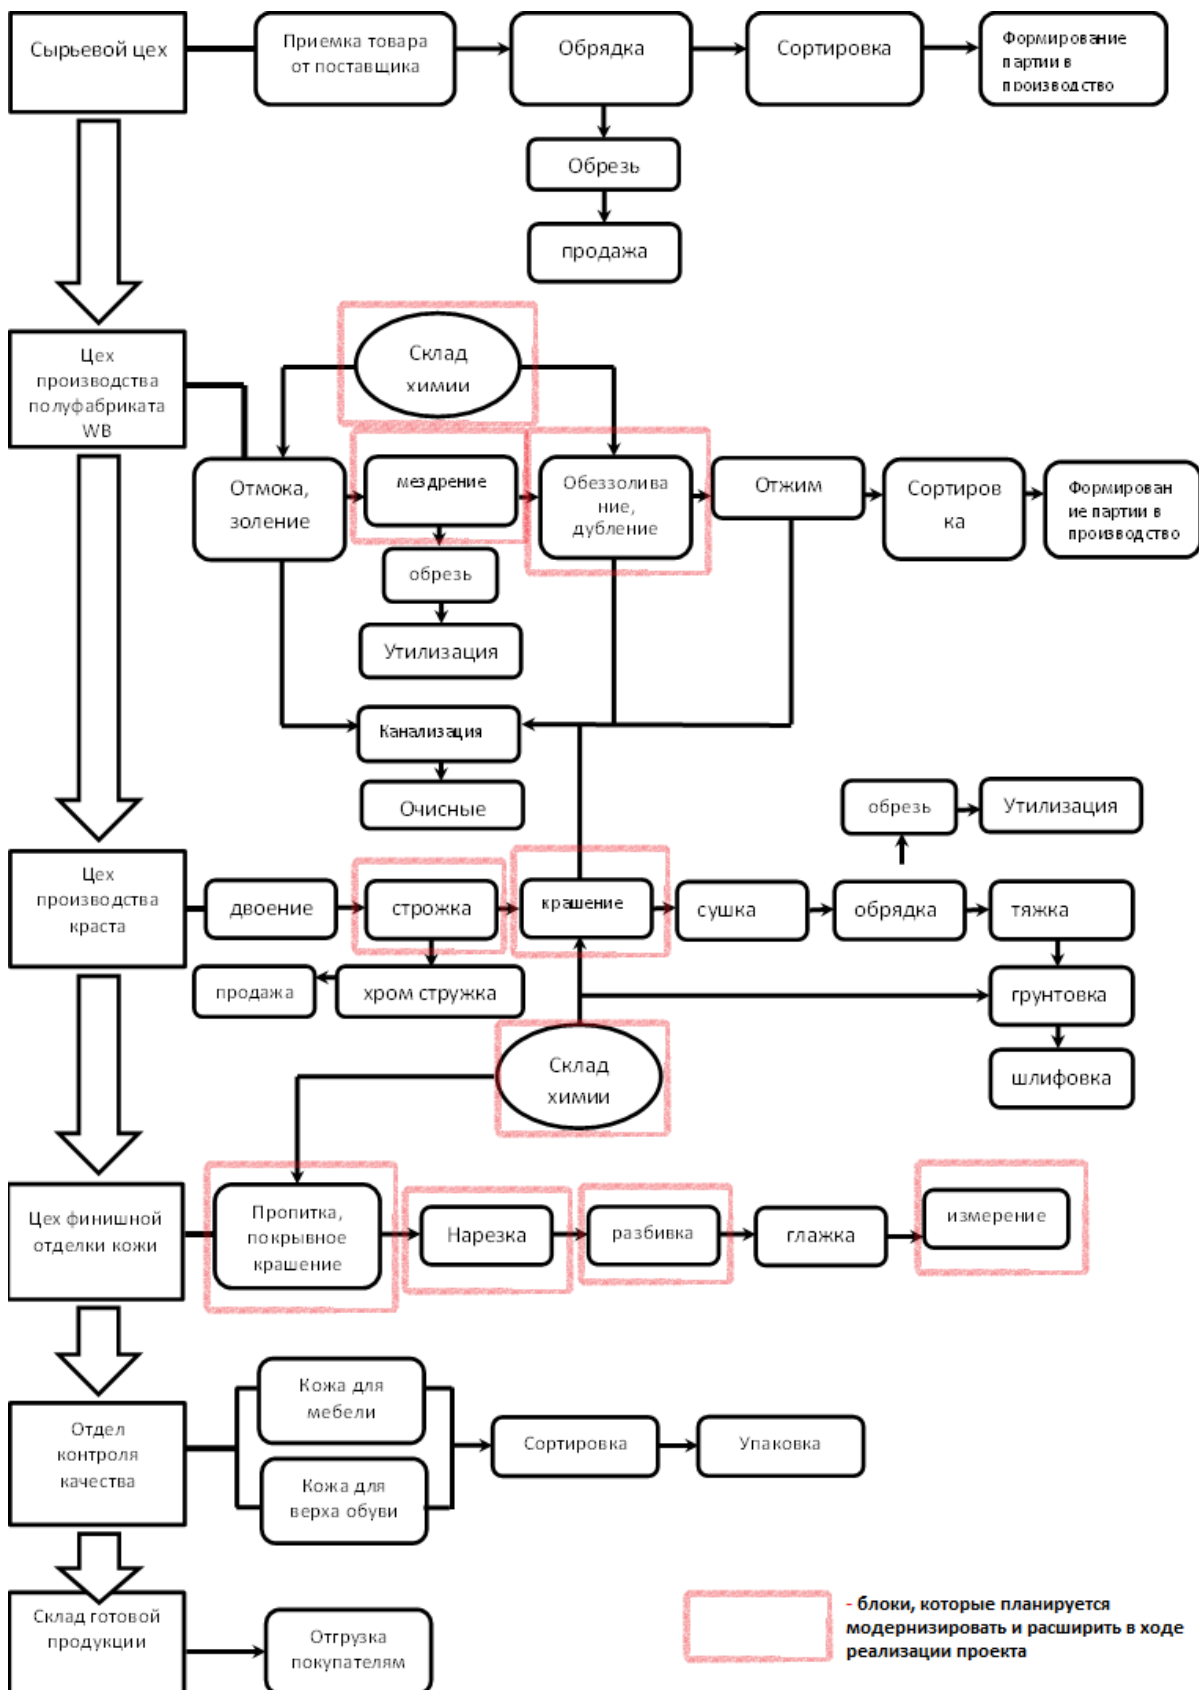 Сырьевой цех
Приемка товара
от поставщика
Обрядка
Сортировка
Формирование
партии в
производство
Обрезь
продажа
Цех
производства
полуфабриката
WB
Склад
химии
Отмока,
золение
мездрение
Обеззолива
ние,
дубление
Отжим
Сортиров
ка
Формирован
ие партии в
производство
обрезь
Утилизация
Канализация
Очисные
обрезь
Утилизация
Цех
производства
краста
двоение
строжка
крашение
сушка
обрядка
тяжка
продажа
хром стружка
грунтовка
шлифовка
Склад
химии
Цех финишной
отделки кожи
Пропитка,
покрывное
крашение
Нарезка
разбивка
глажка
измерение
Отдел
контроля
качества
Кожа для
мебели
Кожа для
верха обуви
Сортировка
Упаковка
Склад готовой
продукции
Отгрузка
покупателям
- блоки, которые планируется
модернизировать и расширить в ходе
реализации проекта